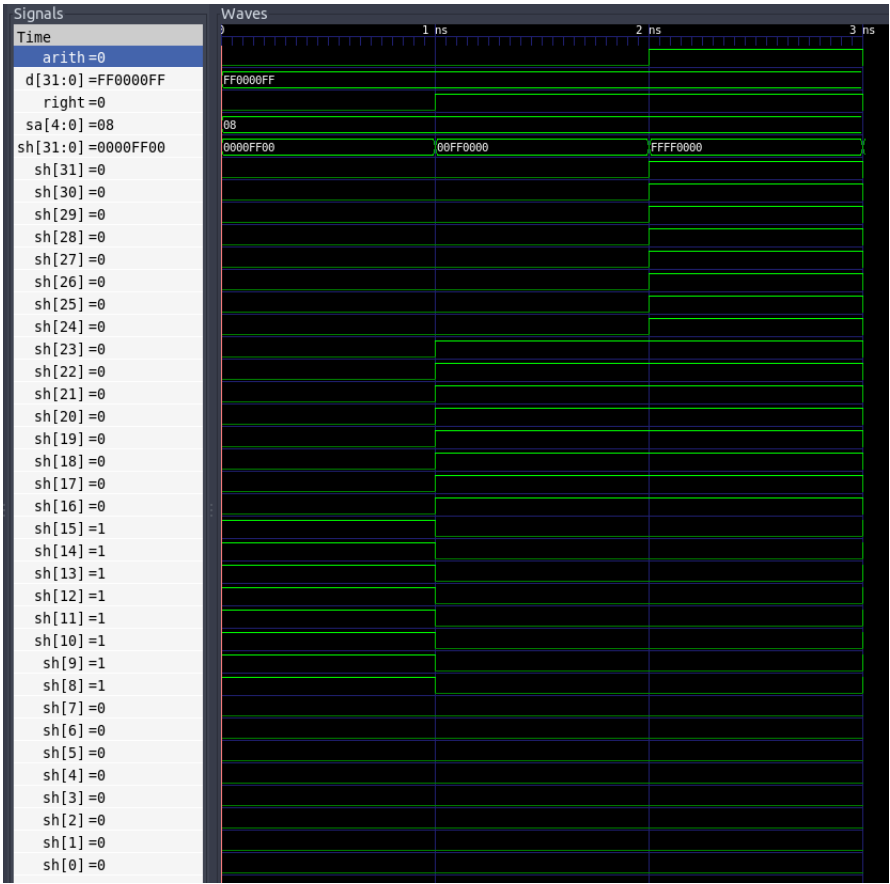 Signals Waves
Time 0 1 ns 2 ns 3 ns
arith=0
d[31:0]=FF0000FF FF0000FF
right=0
sa[4:0]=08 08
sh[31:0]=0000FF00 0000FF00 00FF0000 FFFF0000
sh[31]=0
sh[30]=0
sh[29]=0
sh[28]=0
sh[27]=0
sh[26]=0
sh[25]=0
sh[24]=0
sh[23]=0
sh[22]=0
sh[21]=0
sh[20]=0
sh[19]=0
sh[18]=0
sh[17]=0
sh[16]=0
sh[15]=1
sh[14]=1
sh[13]=1
sh[12]=1
sh[11]=1
sh[10]=1
sh[9]=1
sh[8]=1
sh[7]=0
sh[6]=0
sh[5]=0
sh[4]=0
sh[3]=0
sh[2]=0
sh[1]=0
sh[0]=0